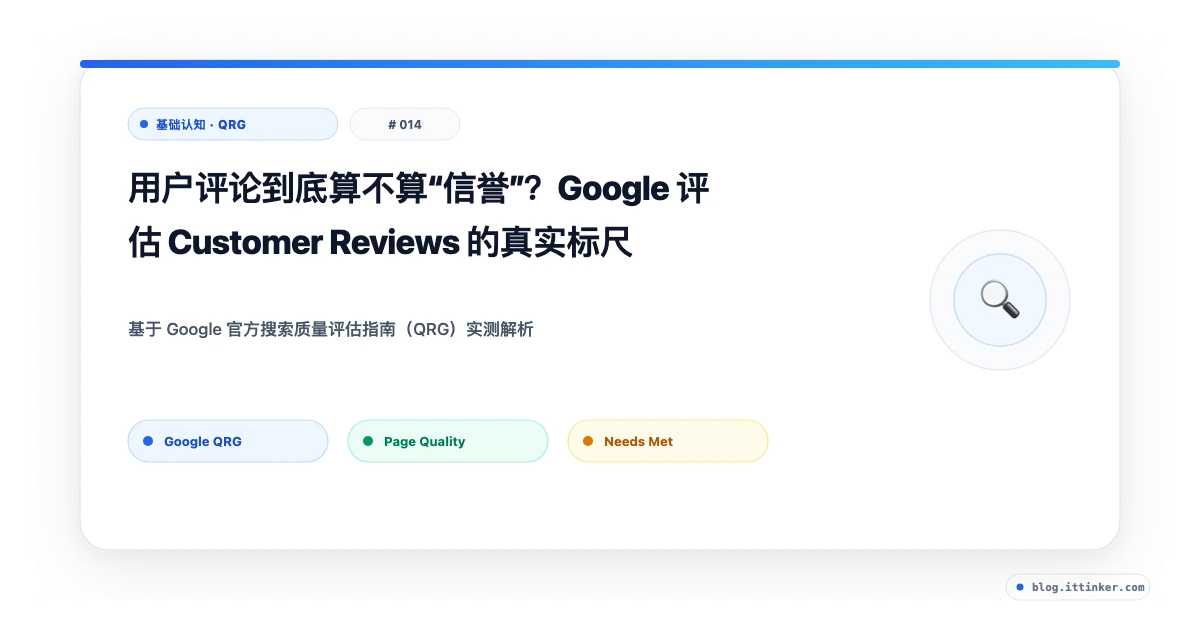 基础认知 · QRG
# 014
用户评论到底算不算“信誉”？Google 评
估 Customer Reviews 的真实标尺
基于 Google 官方搜索质量评估指南（QRG）实测解析
Google QRG
Page Quality
Needs Met
blog.ittinker.com